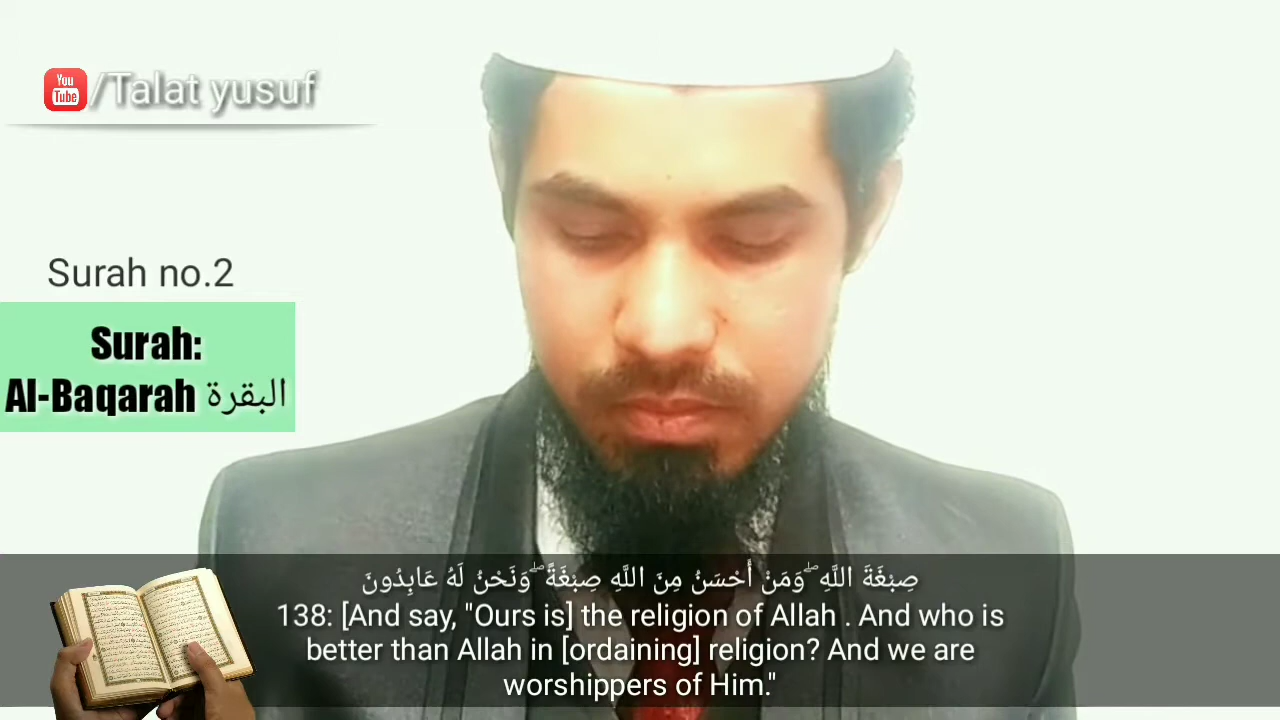 You
Tube
/Talat yusuf
Surah no.2
Surah:
Al-Baqarah البقرة
صِبْغَةَ اللَّهِ ۖ وَمَنْ أَحْسَنُ مِنَ اللَّهِ صِبْغَةً ۖ وَنَحْنُ لَهُ عَابِدُونَ
138: [And say, "Ours is] the religion of Allah . And who is
better than Allah in [ordaining] religion? And we are
worshippers of Him."